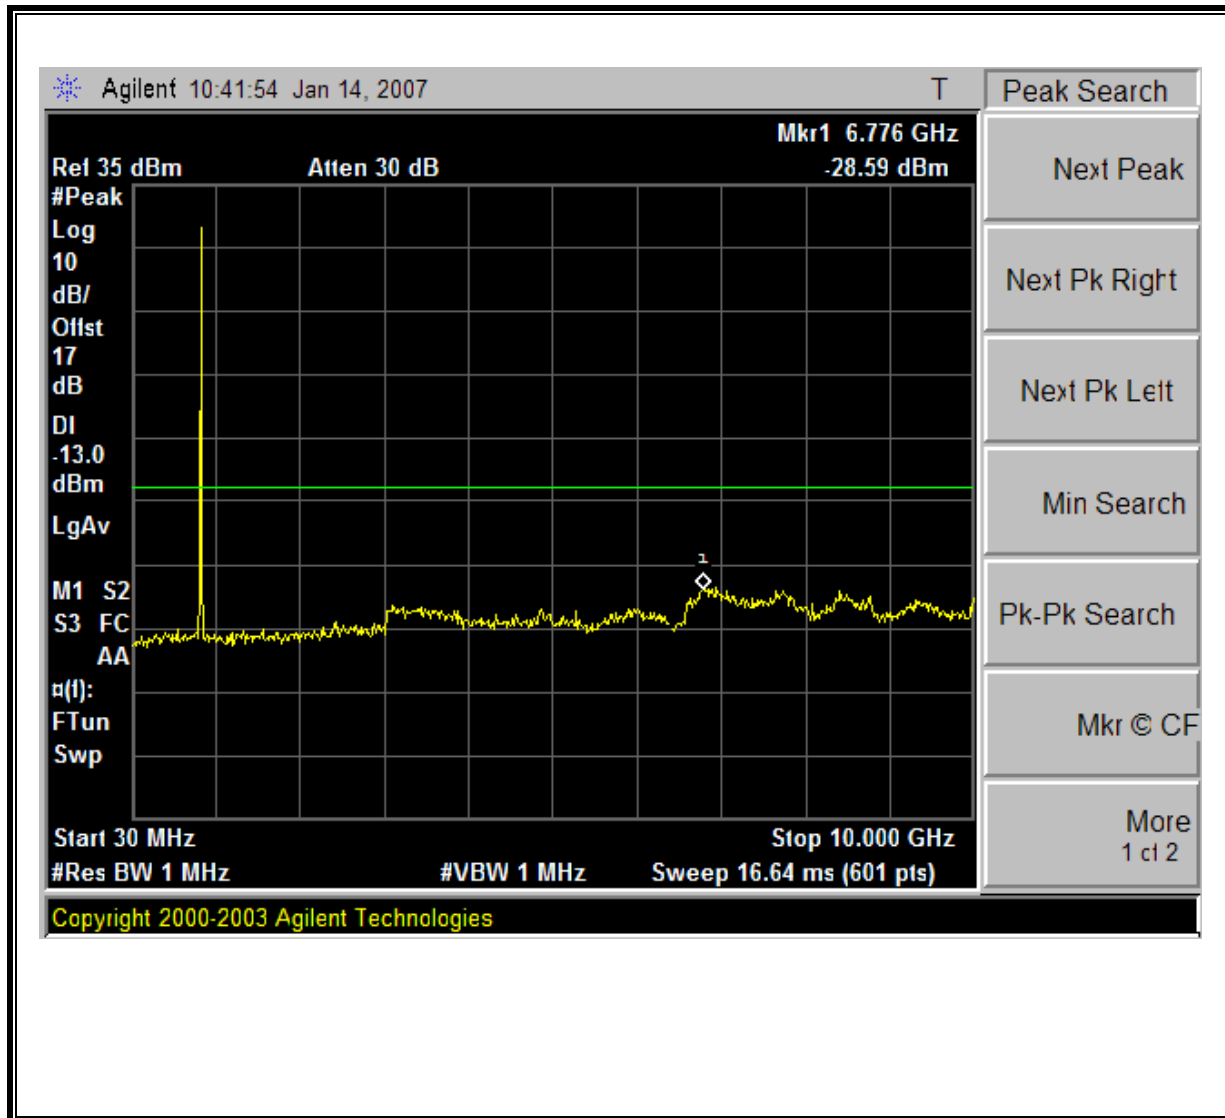 Agilent 10:41:54 Jan 14, 2007 T
Peak Search
Mkr1 6.776 GHz
Ref 35 dBm Atten 30 dB -28.59 dBm
#Peak
Log
10
dB/
Offst
17
dB
DI
-13.0
dBm
LgAv
M1 S2
S3 FC
AA
¤(f):
FTun
Swp
1
Start 30 MHz Stop 10.000 GHz
#Res BW 1 MHz #VBW 1 MHz Sweep 16.64 ms (601 pts)
Copyright 2000-2003 Agilent Technologies
Next Peak
Next Pk Right
Next Pk Left
Min Search
Pk-Pk Search
Mkr © CF
More
1 of 2